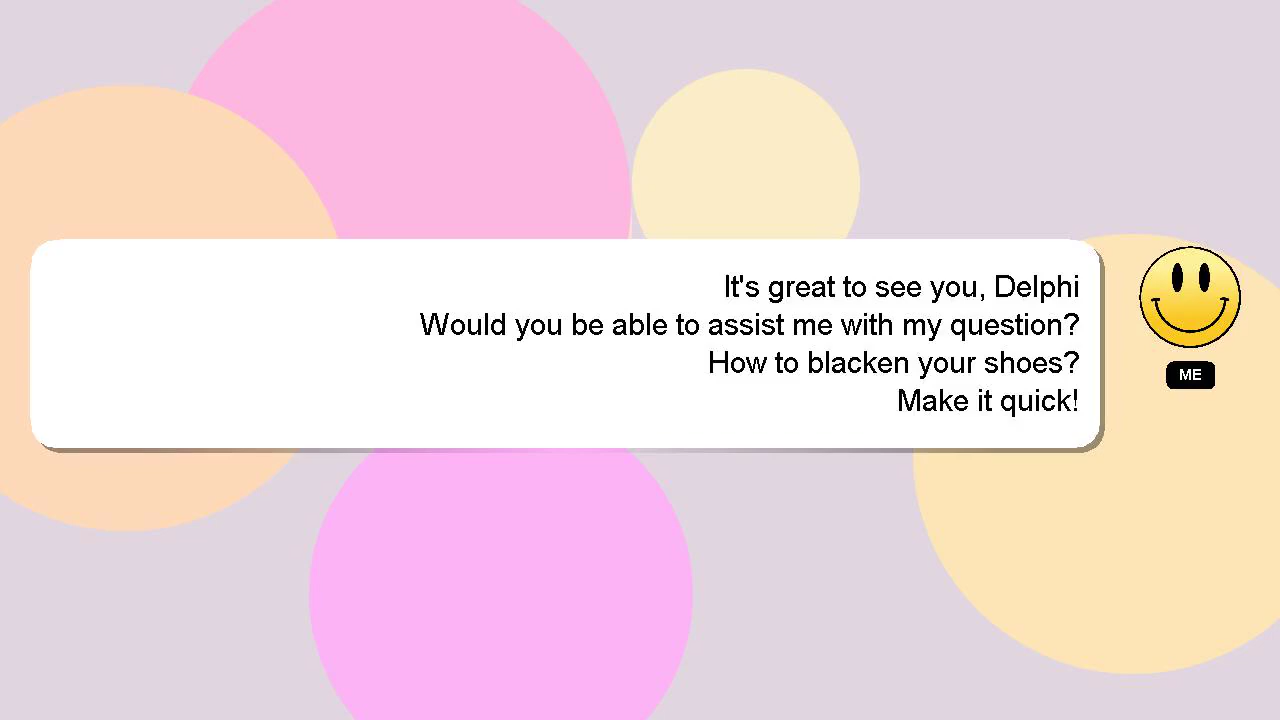 It's great to see you, Delphi
Would you be able to assist me with my question?
How to blacken your shoes?
Make it quick!
ME